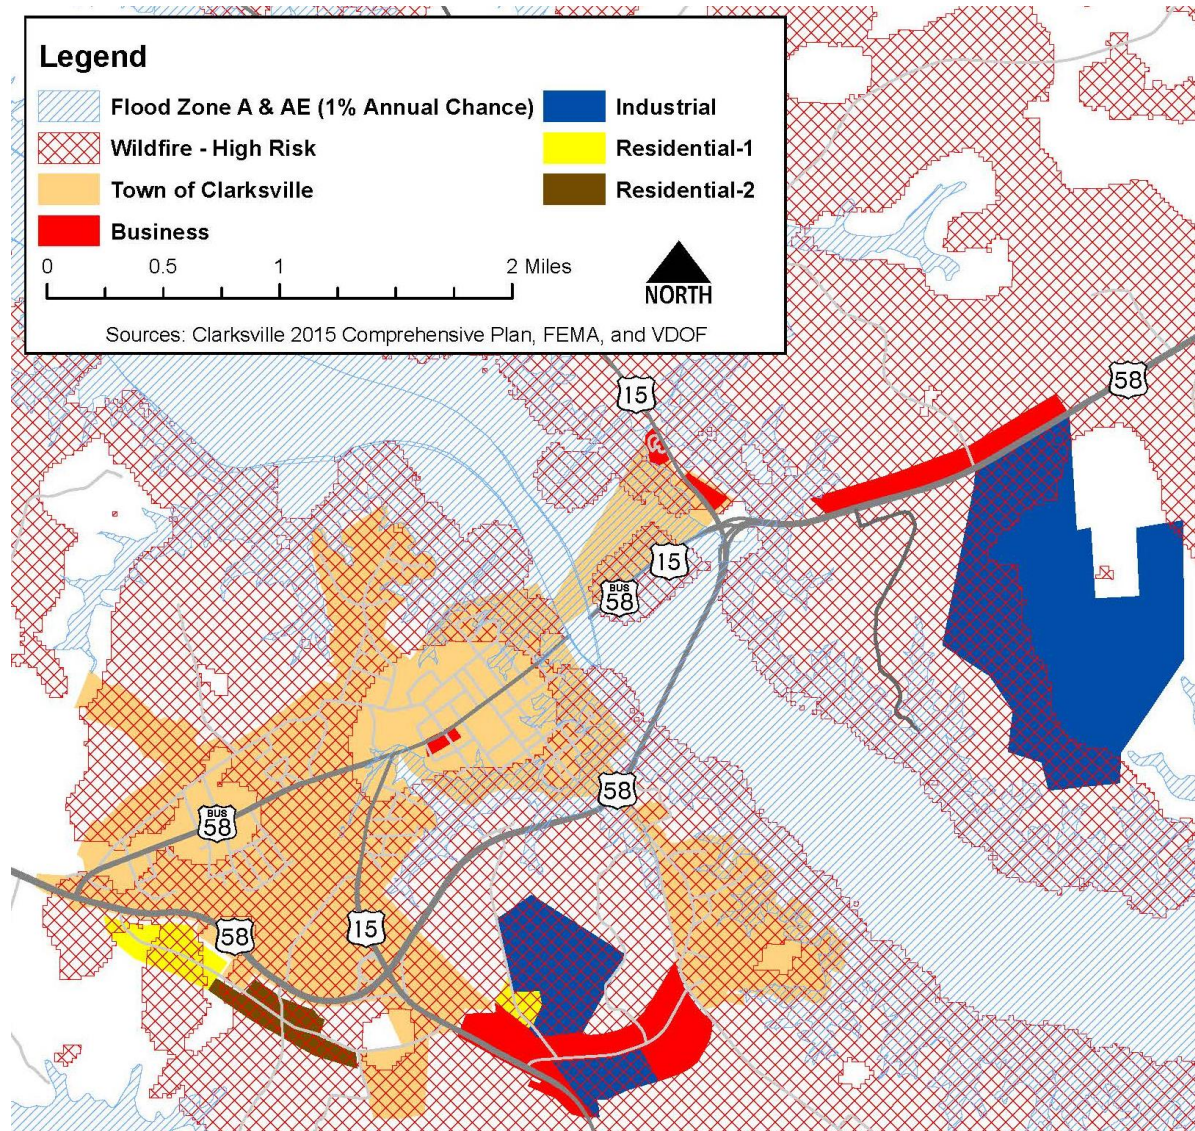 Legend
Flood Zone A & AE (1% Annual Chance)
Wildfire - High Risk
Town of Clarksville
Business
Industrial
Residential-1
Residential-2
0 0.5 1 2 Miles
NORTH
Sources: Clarksville 2015 Comprehensive Plan, FEMA, and VDOF
15
58
15
BUS
58
58
BUS
58
58
15